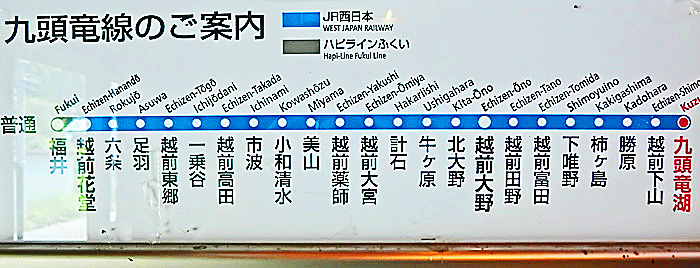 九頭竜線のご案内
JR西日本
WEST JAPAN RAILWAY
ハピラインふくい
Hapi-Line Fukui Line
Fukui
Echizen-Hanandō
Rokujō
Asuwa
Echizen-Tōgō
Ichijōdani
Echizen-Takada
Ichinami
Kowashōzu
Miyama
Echizen-Yakushi
Echizen-Ōmiya
Hakariishi
Ushigahara
Kita-Ōno
Echizen-Ōno
Echizen-Tano
Echizen-Tomida
Shimoyuino
Kakigashima
Kadohara
Echizen-Shimo
Kuz
普通
福井
越前花堂
六条
足羽
越前東郷
一乗谷
越前高田
市波
小和清水
美山
越前薬師
越前大宮
計石
牛ヶ原
北大野
越前大野
越前田野
越前富田
下唯野
柿ヶ島
勝原
越前下山
九頭竜湖